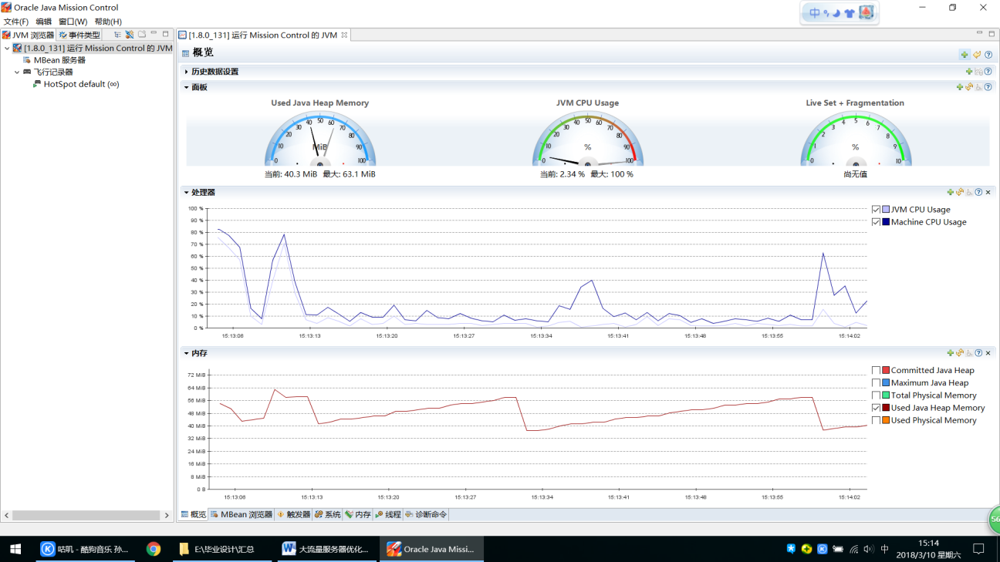 Oracle Java Mission Control
文件(F) 编辑 窗口(W) 帮助(H)
中
JVM 浏览器 事件类型
[1.8.0_131] 运行 Mission Control 的 JVM
MBean 服务器
飞行记录器
HotSpot default (∞)
[1.8.0_131] 运行 Mission Control 的 JVM
概览
历史数据设置
面板
Used Java Heap Memory
0 10 20 30 40 50 60 70 80 90 100
MiB
当前: 40.3 MiB 最大: 63.1 MiB
JVM CPU Usage
0 10 20 30 40 50 60 70 80 90 100
%
当前: 2.34 % 最大: 100 %
Live Set + Fragmentation
0 1 2 3 4 5 6 7 8 9 10
%
尚无值
处理器
100 %
90 %
80 %
70 %
60 %
50 %
40 %
30 %
20 %
10 %
0 %
15:13:06 15:13:13 15:13:20 15:13:27 15:13:34 15:13:41 15:13:48 15:13:55 15:14:02
JVM CPU Usage
Machine CPU Usage
内存
72 MiB
64 MiB
56 MiB
48 MiB
40 MiB
32 MiB
24 MiB
16 MiB
8 MiB
0 B
15:13:06 15:13:13 15:13:20 15:13:27 15:13:34 15:13:41 15:13:48 15:13:55 15:14:02
Committed Java Heap
Maximum Java Heap
Total Physical Memory
Used Java Heap Memory
Used Physical Memory
概览 MBean 浏览器 触发器 系统 内存 线程 诊断命令
56
咕叽 - 酷狗音乐 孙... E:\毕业设计\汇总 大流量服务器优化... Oracle Java Missi...
中
15:14
2018/3/10 星期六